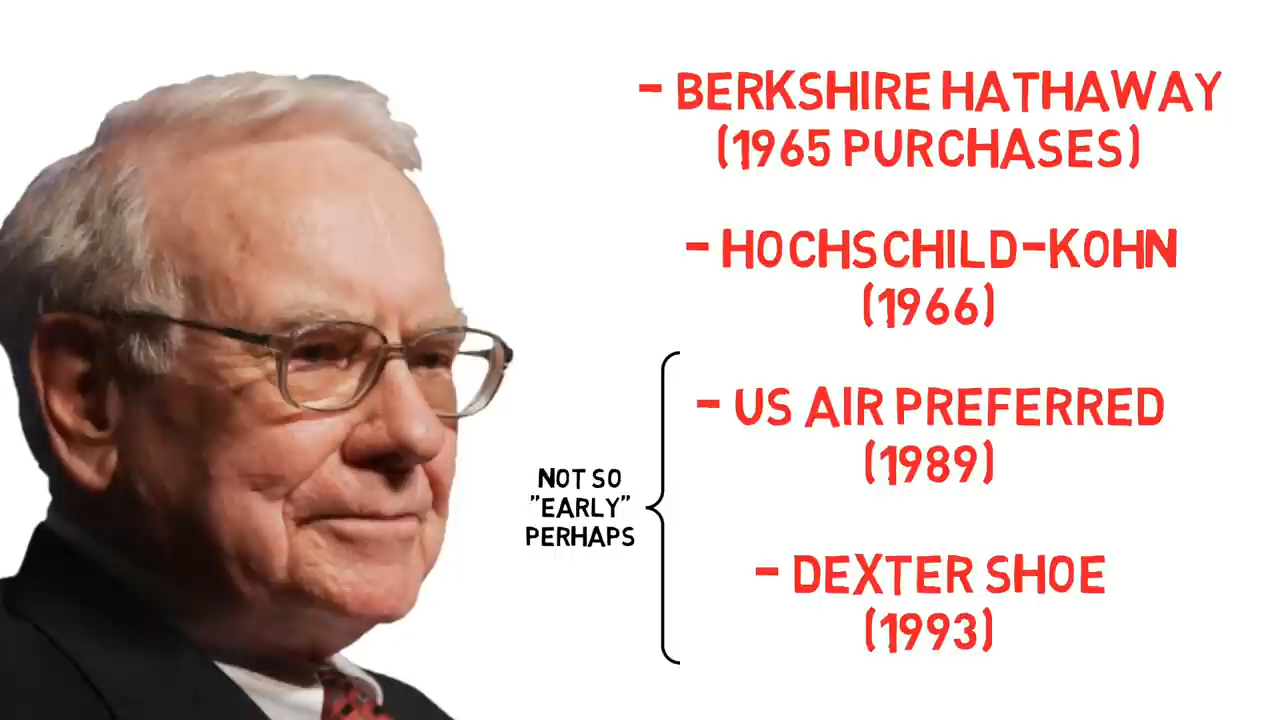 - BERKSHIRE HATHAWAY
(1965 PURCHASES)
- HOCHSCHILD-KOHN
(1966)
- US AIR PREFERRED
(1989)
NOT SO
"EARLY"
PERHAPS
- DEXTER SHOE
(1993)